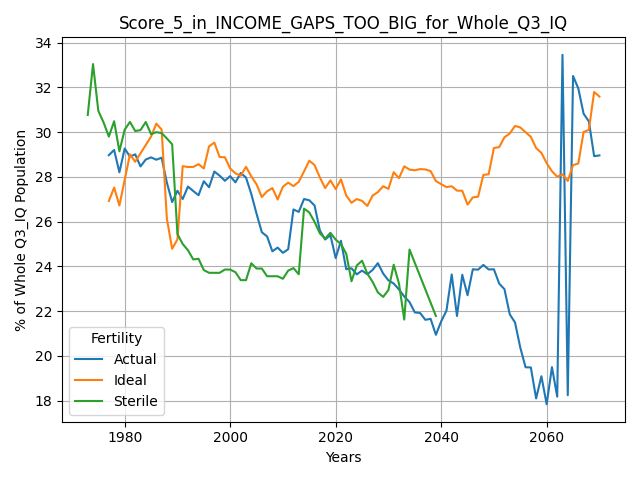 Score_5_in_INCOME_GAPS_TOO_BIG_for_Whole_Q3_IQ
% of Whole Q3_IQ Population
34
32
30
28
26
24
22
20
18
Fertility
Actual
Ideal
Sterile
1980 2000 2020 2040 2060
Years